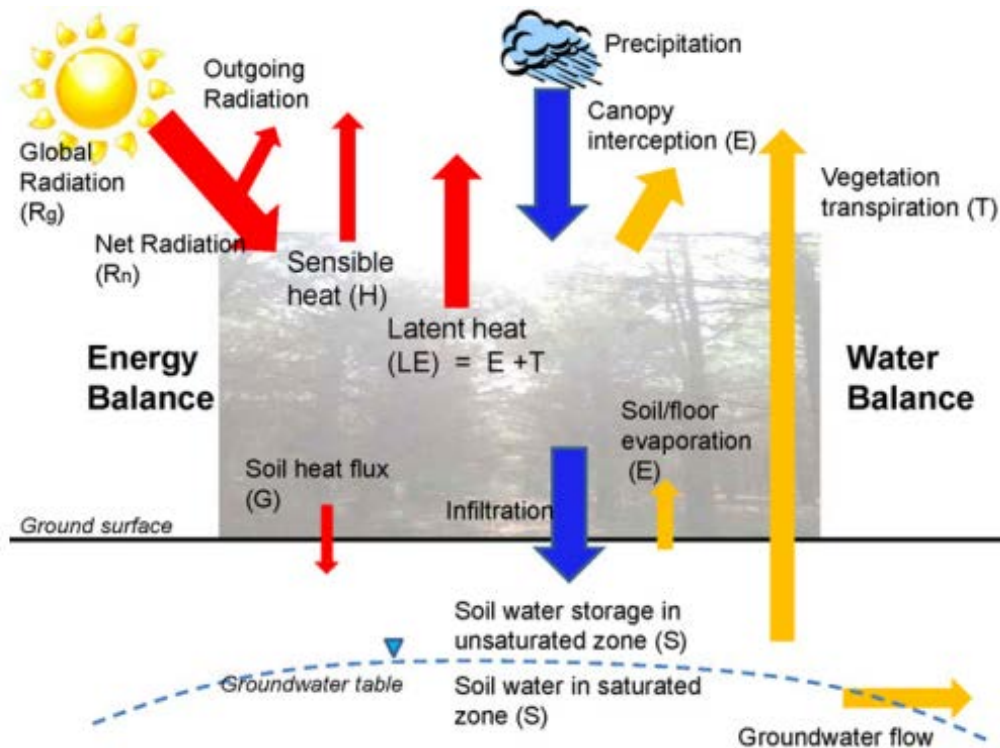 Precipitation
Outgoing
Radiation
Canopy
interception (E)
Global
Radiation
(Rg)
Vegetation
transpiration (T)
Net Radiation
(Rn)
Sensible
heat (H)
Latent heat
(LE) = E +T
Energy
Balance
Water
Balance
Soil/floor
evaporation
(E)
Soil heat flux
(G)
Infiltration
Ground surface
Soil water storage in
unsaturated zone (S)
Groundwater table
Soil water in saturated
zone (S)
Groundwater flow